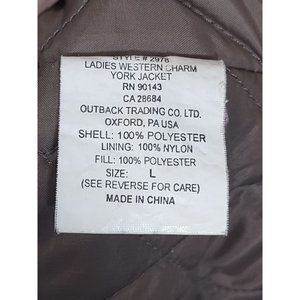 STYLE # 2978
LADIES WESTERN CHARM
YORK JACKET
RN 90143
CA 28684
OUTBACK TRADING CO. LTD.
OXFORD, PA USA
SHELL: 100% POLYESTER
LINING: 100% NYLON
FILL: 100% POLYESTER
SIZE: L
(SEE REVERSE FOR CARE)
MADE IN CHINA